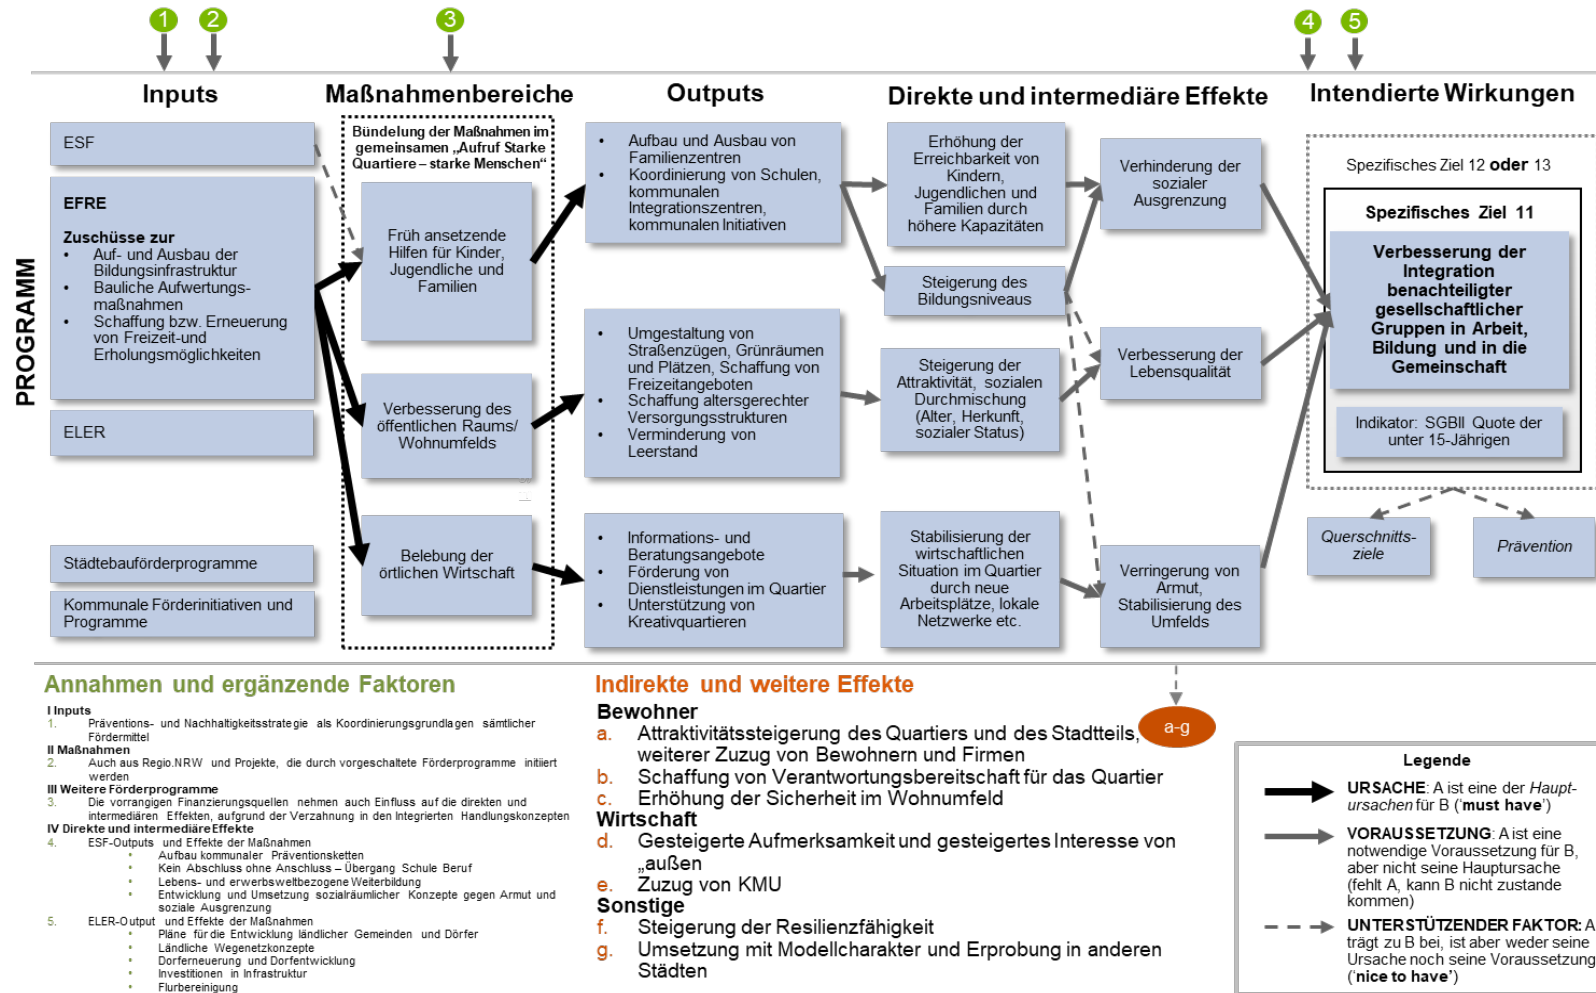 1
2
3
4
5
Inputs
Maßnahmenbereiche
Outputs
Direkte und intermediäre Effekte
Intendierte Wirkungen
PROGRAMM
ESF
EFRE
Zuschüsse zur
• Auf- und Ausbau der
Bildungsinfrastruktur
• Bauliche Aufwertungs-
maßnahmen
• Schaffung bzw. Erneuerung
von Freizeit-und
Erholungsmöglichkeiten
ELER
Städtebauförderprogramme
Kommunale Förderinitiativen und
Programme
Bündelung der Maßnahmen im
gemeinsamen „Aufruf Starke
Quartiere – starke Menschen“
Früh ansetzende
Hilfen für Kinder,
Jugendliche und
Familien
Verbesserung des
öffentlichen Raums/
Wohnumfelds
Belebung der
örtlichen Wirtschaft
• Aufbau und Ausbau von
Familienzentren
• Koordinierung von Schulen,
kommunalen
Integrationszentren,
kommunalen Initiativen
• Umgestaltung von
Straßenzügen, Grünräumen
und Plätzen, Schaffung von
Freizeitangeboten
• Schaffung altersgerechter
Versorgungsstrukturen
• Verminderung von
Leerstand
• Informations- und
Beratungsangebote
• Förderung von
Dienstleistungen im Quartier
• Unterstützung von
Kreativquartieren
Erhöhung der
Erreichbarkeit von
Kindern,
Jugendlichen und
Familien durch
höhere Kapazitäten
Steigerung des
Bildungsniveaus
Steigerung der
Attraktivität, sozialen
Durchmischung
(Alter, Herkunft,
sozialer Status)
Stabilisierung der
wirtschaftlichen
Situation im Quartier
durch neue
Arbeitsplätze, lokale
Netzwerke etc.
Verhinderung der
sozialer
Ausgrenzung
Verbesserung der
Lebensqualität
Verringerung von
Armut,
Stabilisierung des
Umfelds
Spezifisches Ziel 12 oder 13
Spezifisches Ziel 11
Verbesserung der
Integration
benachteiligter
gesellschaftlicher
Gruppen in Arbeit,
Bildung und in die
Gemeinschaft
Indikator: SGBII Quote der
unter 15-Jährigen
Querschnitts-
ziele
Prävention
Annahmen und ergänzende Faktoren
I Inputs
1. Präventions- und Nachhaltigkeitsstrategie als Koordinierungsgrundlagen sämtlicher
Fördermittel
II Maßnahmen
2. Auch aus Regio.NRW und Projekte, die durch vorgeschaltete Förderprogramme initiiert
werden
III Weitere Förderprogramme
3. Die vorrangigen Finanzierungsquellen nehmen auch Einfluss auf die direkten und
intermediären Effekten, aufgrund der Verzahnung in den Integrierten Handlungskonzepten
IV Direkte und intermediäre Effekte
4. ESF-Outputs und Effekte der Maßnahmen
• Aufbau kommunaler Präventionsketten
• Kein Abschluss ohne Anschluss – Übergang Schule Beruf
• Lebens- und erwerbsweltbezogene Weiterbildung
• Entwicklung und Umsetzung sozialräumlicher Konzepte gegen Armut und
soziale Ausgrenzung
5. ELER-Output und Effekte der Maßnahmen
• Pläne für die Entwicklung ländlicher Gemeinden und Dörfer
• Ländliche Wegenetzkonzepte
• Dorferneuerung und Dorfentwicklung
• Investitionen in Infrastruktur
• Flurbereinigung
Indirekte und weitere Effekte
Bewohner
a. Attraktivitätssteigerung des Quartiers und des Stadtteils,
weiterer Zuzug von Bewohnern und Firmen
b. Schaffung von Verantwortungsbereitschaft für das Quartier
c. Erhöhung der Sicherheit im Wohnumfeld
Wirtschaft
d. Gesteigerte Aufmerksamkeit und gesteigertes Interesse von
„außen
e. Zuzug von KMU
Sonstige
f. Steigerung der Resilienzfähigkeit
g. Umsetzung mit Modellcharakter und Erprobung in anderen
Städten
a-g
Legende
URSACHE: A ist eine der Haupt-
ursachen für B (‘must have’)
VORAUSSETZUNG: A ist eine
notwendige Voraussetzung für B,
aber nicht seine Hauptursache
(fehlt A, kann B nicht zustande
kommen)
UNTERSTÜTZENDER FAKTOR: A
trägt zu B bei, ist aber weder seine
Ursache noch seine Voraussetzung
(‘nice to have’)